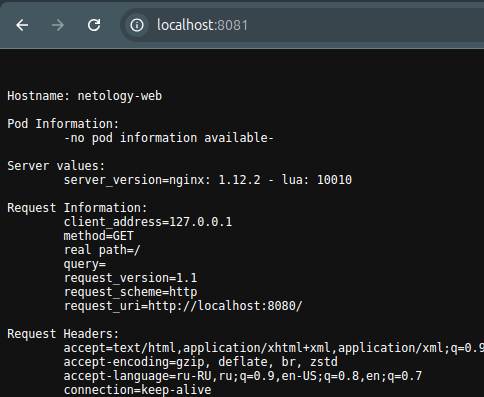 localhost:8081
Hostname: netology-web
Pod Information:
-no pod information available-
Server values:
server_version=nginx: 1.12.2 - lua: 10010
Request Information:
client_address=127.0.0.1
method=GET
real path=/
query=
request_version=1.1
request_scheme=http
request_uri=http://localhost:8080/
Request Headers:
accept=text/html,application/xhtml+xml,application/xml;q=0.9
accept-encoding=gzip, deflate, br, zstd
accept-language=ru-RU,ru;q=0.9,en-US;q=0.8,en;q=0.7
connection=keep-alive